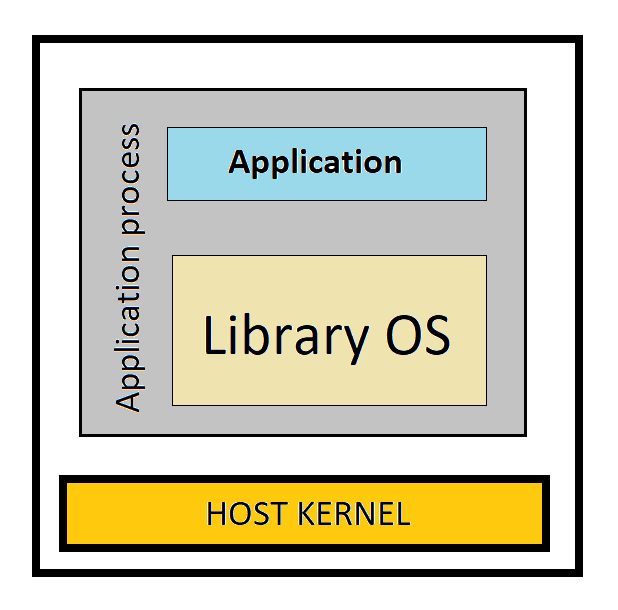 Application process
Application
Library OS
HOST KERNEL